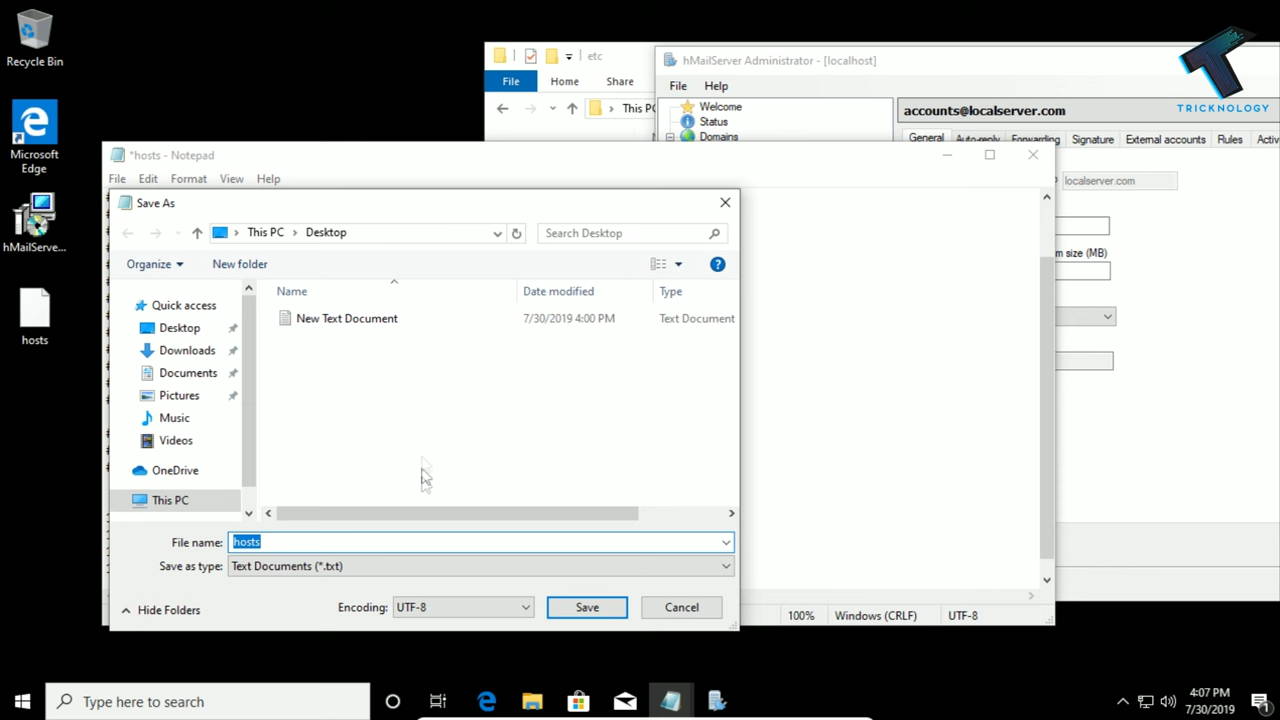 Recycle Bin
Microsoft
Edge
hMailServe...
hosts
etc
File
Home
Share
This PC
hMailServer Administrator - [localhost]
File
Help
Welcome
Status
Domains
accounts@localserver.com
General
Auto-reply
Forwarding
Signature
External accounts
Rules
localserver.com
m size (MB)
TRICKNOLOGY
*hosts - Notepad
File
Edit
Format
View
Help
Save As
This PC
Desktop
Search Desktop
Organize
New folder
Name
Date modified
Type
New Text Document
7/30/2019 4:00 PM
Text Document
Quick access
Desktop
Downloads
Documents
Pictures
Music
Videos
OneDrive
This PC
File name:
hosts
Save as type:
Text Documents (*.txt)
Hide Folders
Encoding:
UTF-8
Save
Cancel
100%
Windows (CRLF)
UTF-8
Type here to search
4:07 PM
7/30/2019
1